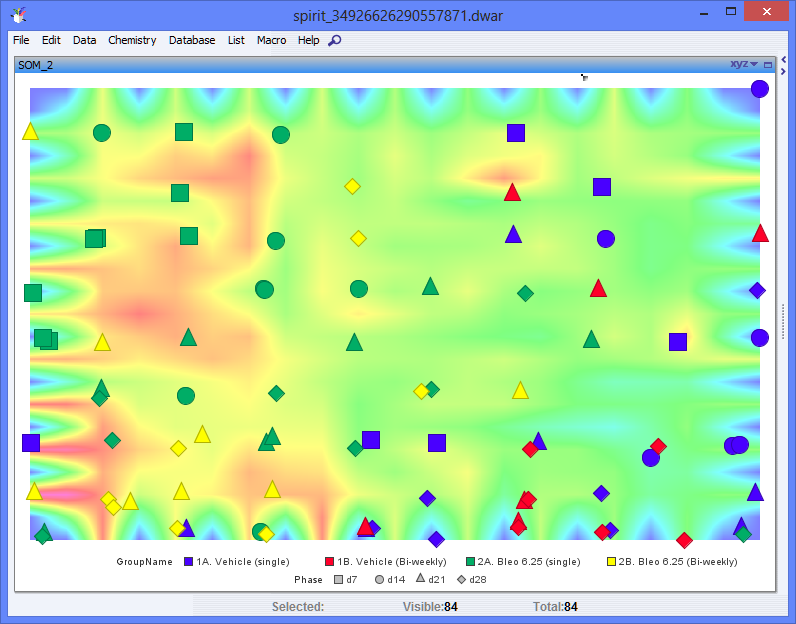 spirit_34926626290557871.dwar
File Edit Data Chemistry Database List Macro Help
SOM_2 xyz
GroupName 1A. Vehicle (single) 1B. Vehicle (Bi-weekly) 2A. Bleo 6.25 (single) 2B. Bleo 6.25 (Bi-weekly)
Phase d7 d14 d21 d28
Selected: Visible:84 Total:84